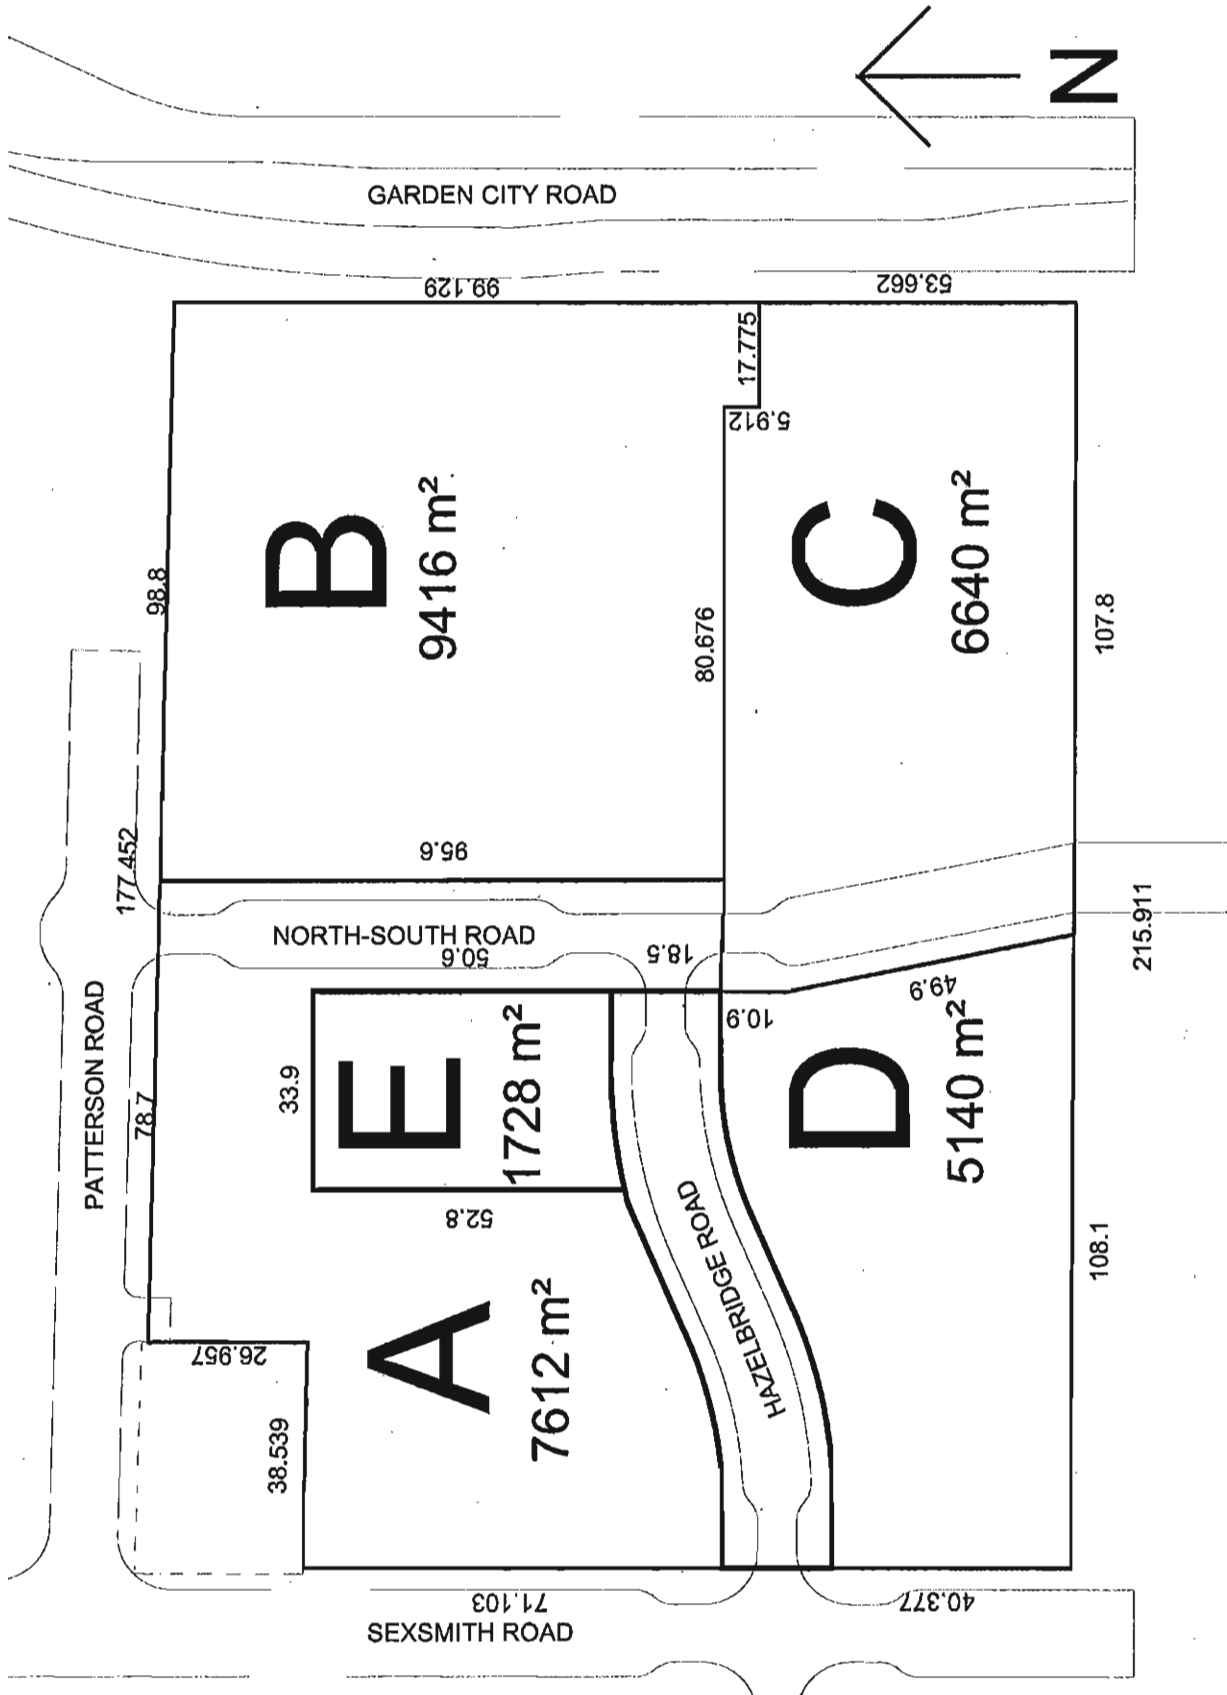 N
GARDEN CITY ROAD
99.129
53.662
17.775
5.912
98.8
B
9416 m²
C
6640 m²
80.676
107.8
95.6
177.452
NORTH-SOUTH ROAD
50.6
18.5
215.911
PATTERSON ROAD
78.7
33.9
E
1728 m²
10.9
49.9
D
5140 m²
52.8
HAZELBRIDGE ROAD
108.1
26.957
38.539
A
7612 m²
71.103
40.377
SEXSMITH ROAD